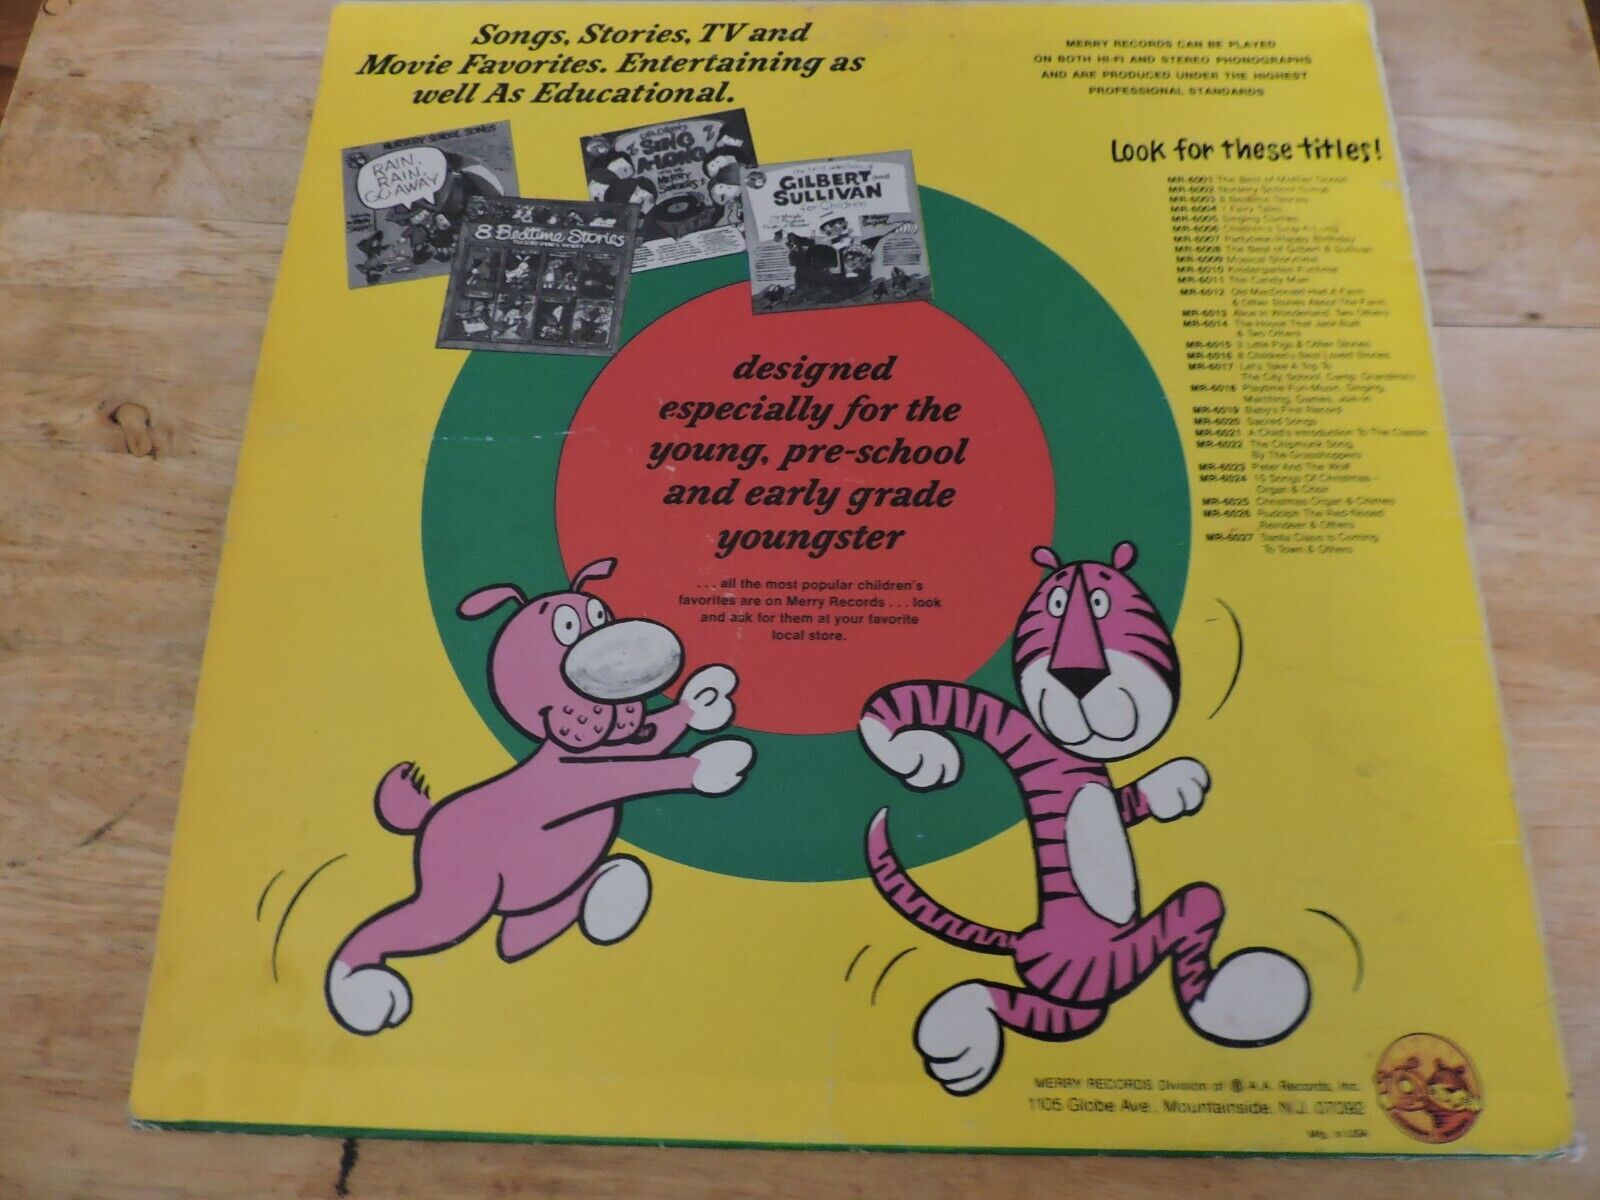 Songs, Stories, TV and
Movie Favorites. Entertaining as
well As Educational.
MERRY RECORDS CAN BE PLAYED
ON BOTH HI-FI AND STEREO PHONOGRAPHS
AND ARE PRODUCED UNDER THE HIGHEST
PROFESSIONAL STANDARDS
NURSERY SCHOOL SONGS
RAIN,
RAIN,
GO AWAY
8 Bedtime Stories
CHILDREN'S
SING
A-LONG
MERRY SINGERS
GILBERT and
SULLIVAN
for Children
Look for these titles!
MR-6001 The Best of Mother Goose
MR-6002 Nursery School Songs
MR-6003 8 Bedtime Stories
MR-6004 7 Fairy Tales
MR-6005 Singing Games
MR-6006 Children's Sing A-Long
MR-6007 Partytime/Happy Birthday
MR-6008 The Best of Gilbert & Sullivan
MR-6009 Musical Storytime
MR-6010 Kindergarten Funtime
MR-6011 The Candy Man
MR-6012 Old MacDonald Had A Farm
& Other Stories About The Farm
MR-6013 Alice in Wonderland, Two Others
MR-6014 The House That Jack Built
& Two Others
MR-6015 3 Little Pigs & Other Stories
MR-6016 8 Children's Best Loved Stories
MR-6017 Lets Take A Trip To
The City, School, Camp, Grandma's
MR-6018 Playtime Fun-Music, Singing,
Marching, Games, Join-In
MR-6019 Baby's First Record
MR-6020 Sacred Songs
MR-6021 A Child's Introduction To The Classic
MR-6022 The Chipmunk Song,
By The Grasshoppers
MR-6023 Peter And The Wolf
MR-6024 15 Songs Of Christmas -
Organ & Choir
MR-6025 Christmas Organ & Chimes
MR-6026 Rudolph The Red Nosed
Reindeer & Others
MR-6027 Santa Claus Is Coming
To Town & Others
designed
especially for the
young, pre-school
and early grade
youngster
. . . all the most popular children's
favorites are on Merry Records . . . look
and ask for them at your favorite
local store.
MERRY RECORDS Division of A.A. Records, Inc.
1105 Globe Ave., Mountainside, N.J. 07092
Mfg. in USA